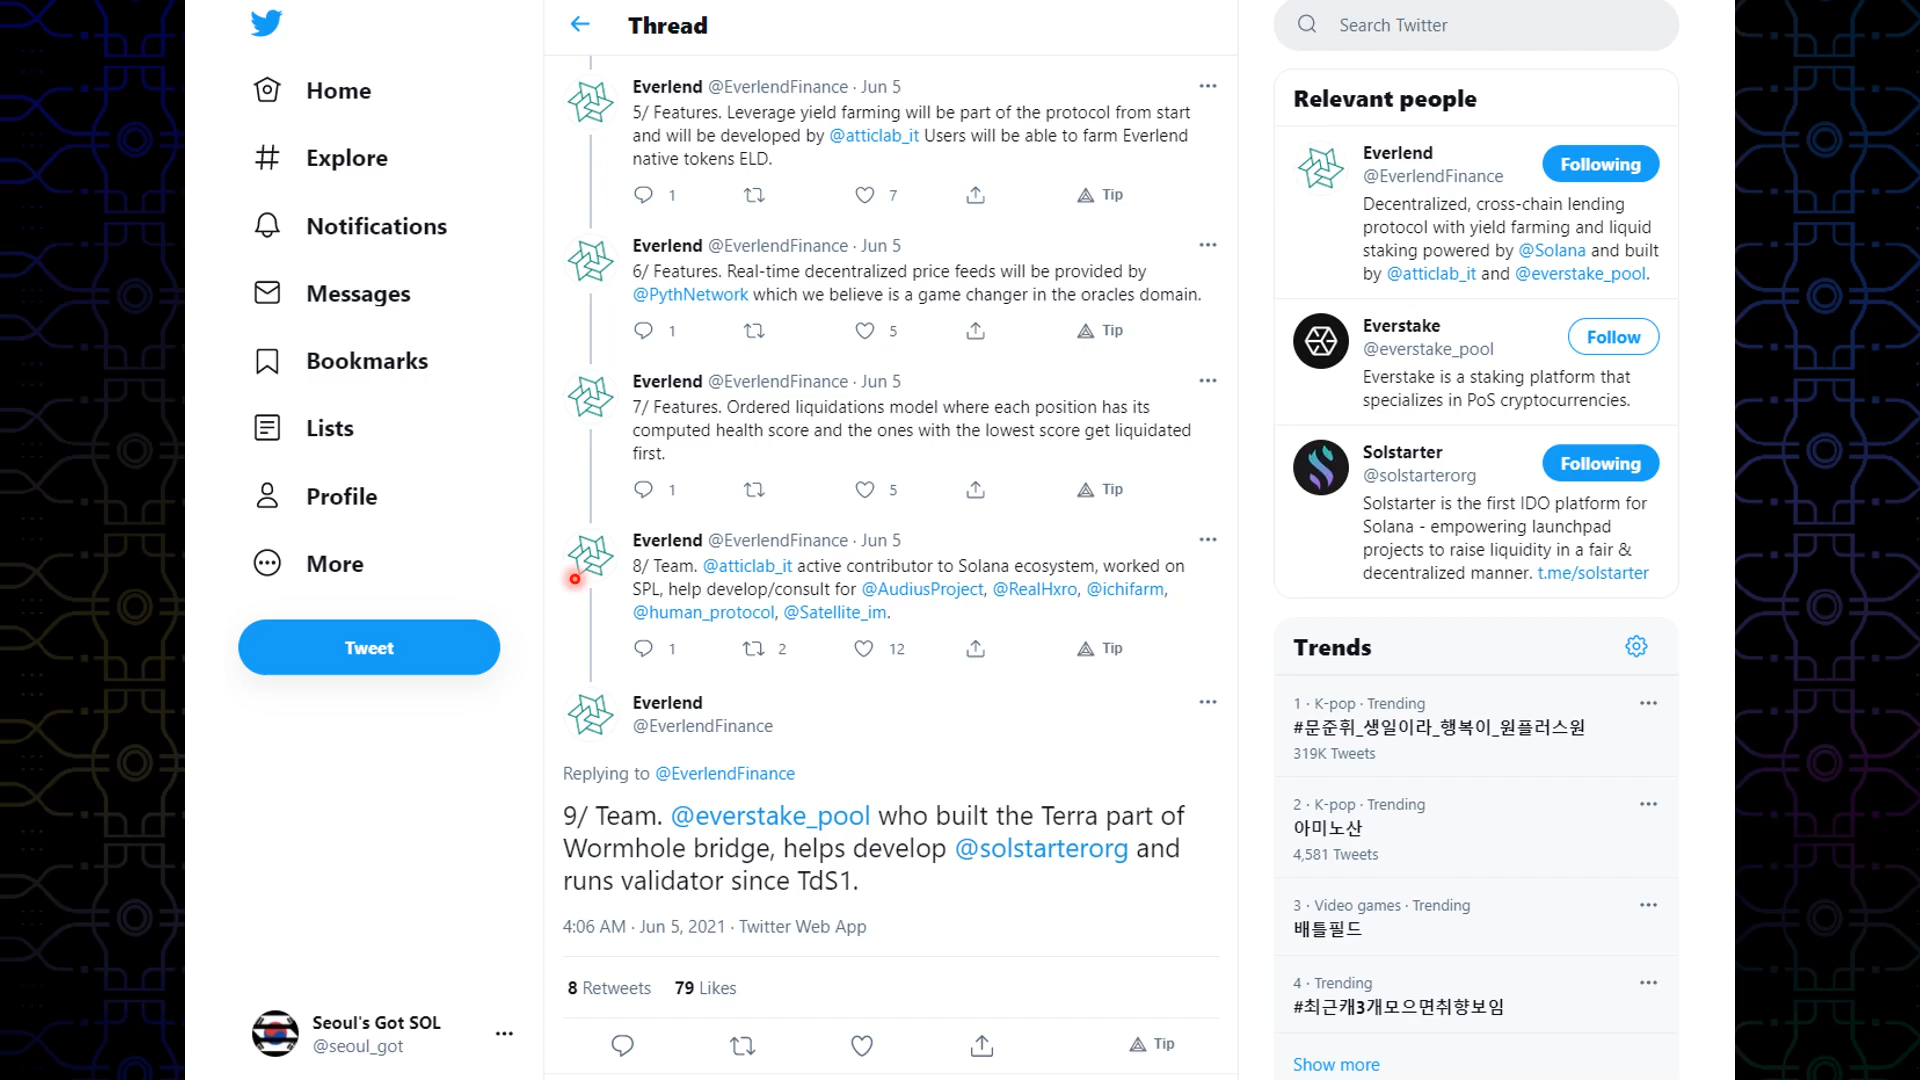 Home
Explore
Notifications
Messages
Bookmarks
Lists
Profile
More
Tweet
Seoul's Got SOL
@seoul_got
Thread
Everlend @EverlendFinance · Jun 5
5/ Features. Leverage yield farming will be part of the protocol from start
and will be developed by @atticlab_it Users will be able to farm Everlend
native tokens ELD.
1 7 Tip
Everlend @EverlendFinance · Jun 5
6/ Features. Real-time decentralized price feeds will be provided by
@PythNetwork which we believe is a game changer in the oracles domain.
1 5 Tip
Everlend @EverlendFinance · Jun 5
7/ Features. Ordered liquidations model where each position has its
computed health score and the ones with the lowest score get liquidated
first.
1 5 Tip
Everlend @EverlendFinance · Jun 5
8/ Team. @atticlab_it active contributor to Solana ecosystem, worked on
SPL, help develop/consult for @AudiusProject, @RealHxro, @ichifarm,
@human_protocol, @Satellite_im.
1 2 12 Tip
Everlend
@EverlendFinance
Replying to @EverlendFinance
9/ Team. @everstake_pool who built the Terra part of
Wormhole bridge, helps develop @solstarterorg and
runs validator since TdS1.
4:06 AM · Jun 5, 2021 · Twitter Web App
8 Retweets 79 Likes
Tip
Search Twitter
Relevant people
Everlend
@EverlendFinance
Following
Decentralized, cross-chain lending
protocol with yield farming and liquid
staking powered by @Solana and built
by @atticlab_it and @everstake_pool.
Everstake
@everstake_pool
Follow
Everstake is a staking platform that
specializes in PoS cryptocurrencies.
Solstarter
@solstarterorg
Following
Solstarter is the first IDO platform for
Solana - empowering launchpad
projects to raise liquidity in a fair &
decentralized manner. t.me/solstarter
Trends
1 · K-pop · Trending
#문준휘_생일이라_행복이_원플러스원
319K Tweets
2 · K-pop · Trending
아미노산
4,581 Tweets
3 · Video games · Trending
배틀필드
4 · Trending
#최근캐3개모으면취향보임
Show more